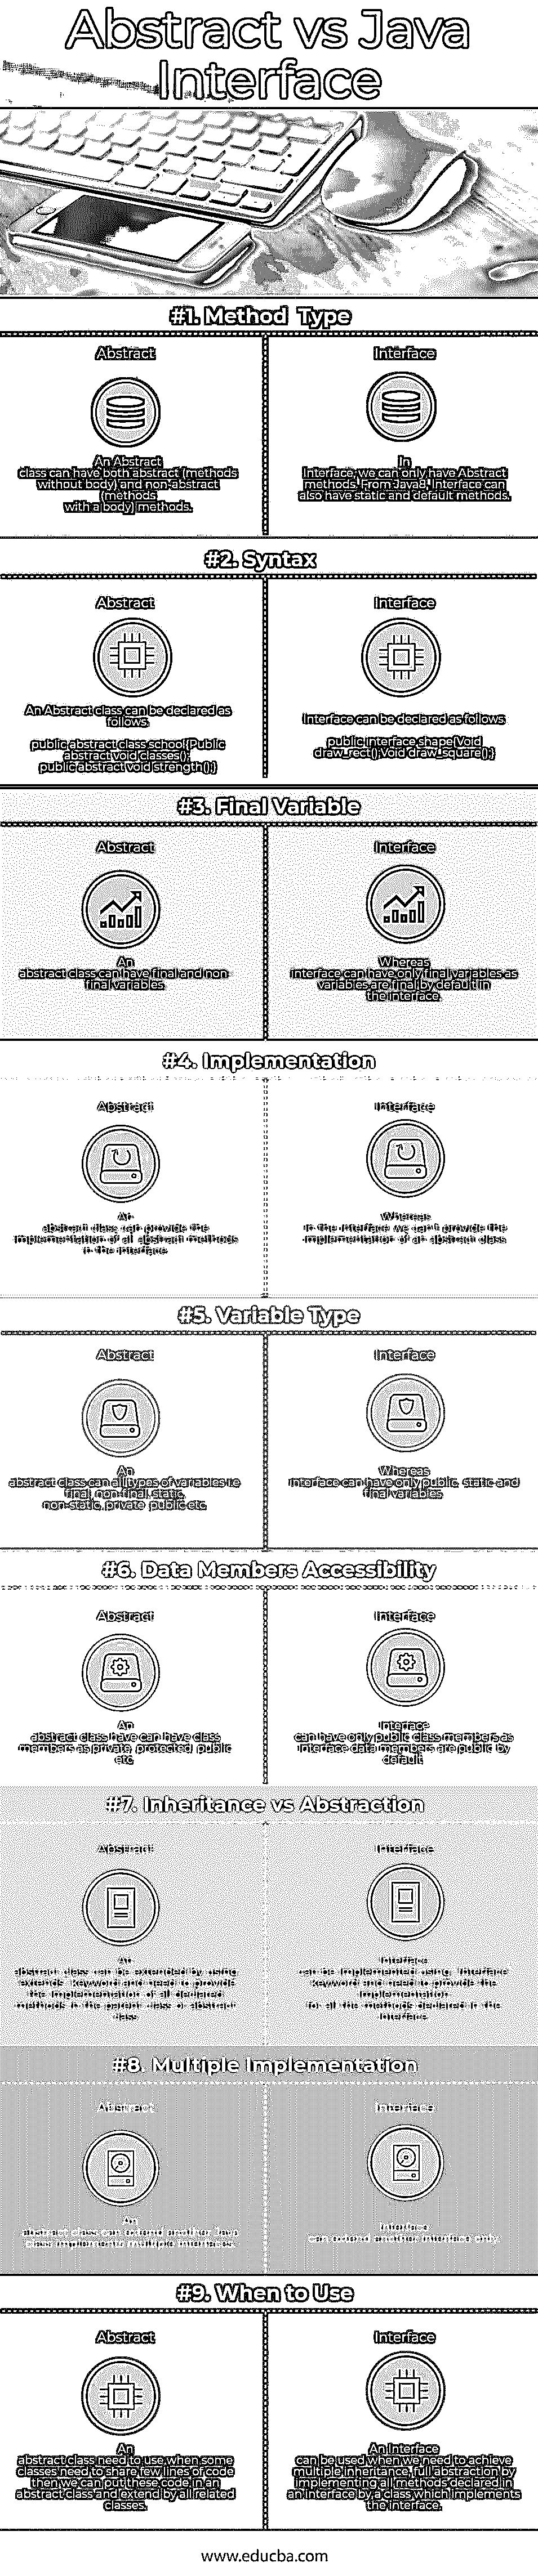 Abstract vs Java
Interface
#1. Method Type
Abstract
An Abstract
class can have both abstract (methods
without body) and non-abstract
(methods
with a body) methods.
Interface
In
Interface, we can only have Abstract
methods. From Java8, Interface can
also have static and default methods.
#2. Syntax
Abstract
An Abstract class can be declared as
follows.
public abstract class school{Public
abstract void classes();
public abstract void strength();}
Interface
Interface can be declared as follows
public interface shape{Void
draw_rect();Void draw_square();}
#3. Final Variable
Abstract
An
abstract class can have final and non-
final variables.
Interface
Whereas
interface can have only final variables as
variables are final by default in
the interface.
#4. Implementation
Abstract
An
abstract class can provide the
implementation of all abstract methods
in the interface.
Interface
Whereas
in the interface we can't provide the
implementation of an abstract class
#5. Variable Type
Abstract
An
abstract class can all types of variables i.e
final, non-final, static,
non-static, private, public etc.
Interface
Whereas
interface can have only public, static and
final variables.
#6. Data Members Accessibility
Abstract
An
abstract class have can have class
members as private, protected, public
etc.
Interface
Interface
can have only public class members as
interface data members are public by
default
#7. Inheritance vs Abstraction
Abstract
An
abstract class can be extended by using
extends keyword and need to provide
the implementation of all declared
methods in the parent class or abstract
class
Interface
Interface
can be implemented using Interface
keyword and need to provide the
implementation
for all the methods declared in the
interface.
#8. Multiple Implementation
Abstract
An
abstract class can extend another Java
class implements multiple interfaces.
Interface
Interface
can extend another interface only.
#9. When to Use
Abstract
An
abstract class need to use when some
classes need to share few lines of code
then we can put these code in an
abstract class and extend by all related
classes.
Interface
An Interface
can be used when we need to achieve
multiple inheritance, full abstraction by
implementing all methods declared in
an Interface by a class which implements
the interface.
www.educba.com